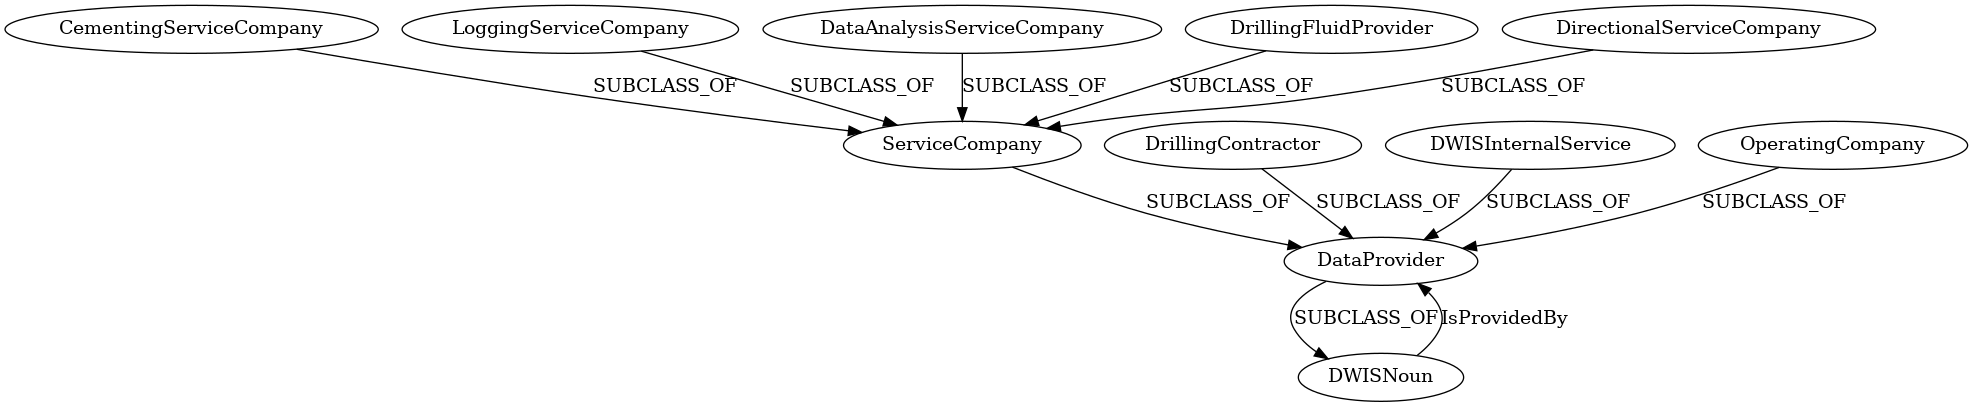 CementingServiceCompany
LoggingServiceCompany
DataAnalysisServiceCompany
DrillingFluidProvider
DirectionalServiceCompany
SUBCLASS_OF
SUBCLASS_OF
SUBCLASS_OF
SUBCLASS_OF
SUBCLASS_OF
ServiceCompany
DrillingContractor
DWISInternalService
OperatingCompany
SUBCLASS_OF
SUBCLASS_OF
SUBCLASS_OF
SUBCLASS_OF
DataProvider
SUBCLASS_OF
IsProvidedBy
DWISNoun